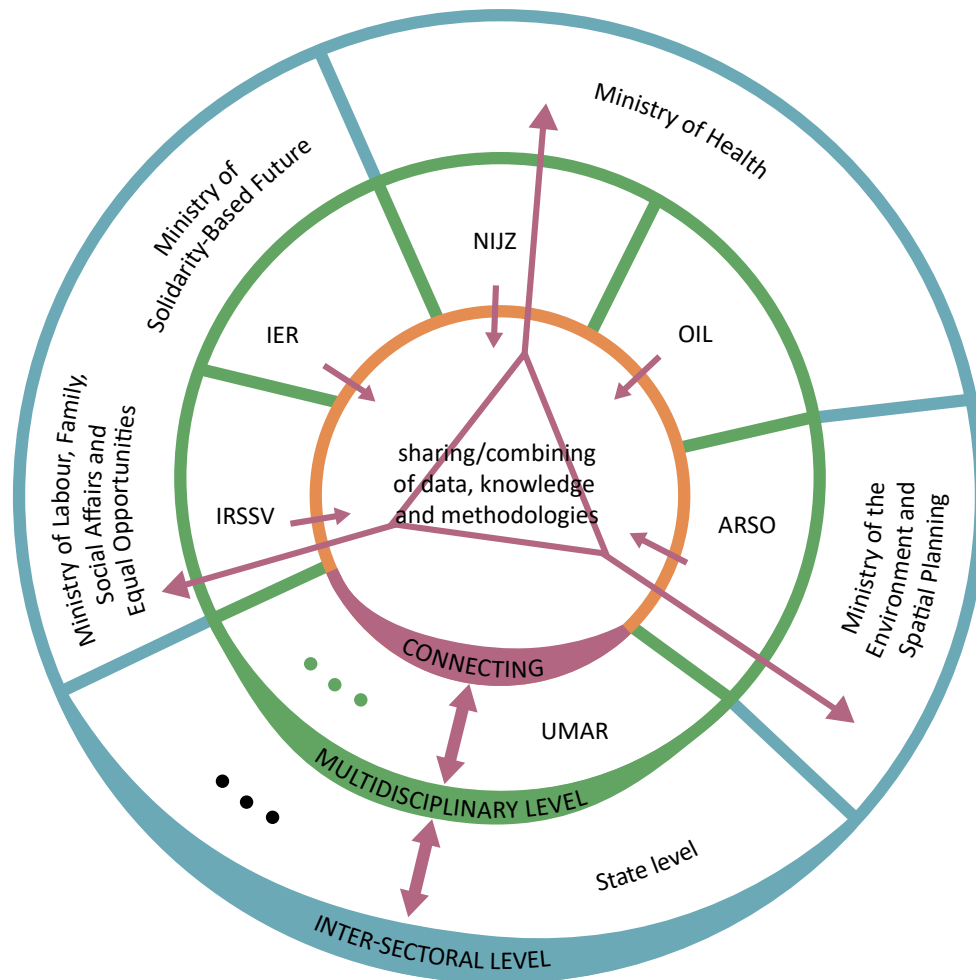 Ministry of Health
Ministry of
Solidarity-Based Future
NIJZ
IER
OIL
Ministry of Labour, Family,
Social Affairs and
Equal Opportunities
sharing/combining
of data, knowledge
and methodologies
IRSSV
ARSO
Ministry of the
Environment and
Spatial Planning
CONNECTING
UMAR
MULTIDISCIPLINARY LEVEL
State level
INTER-SECTORAL LEVEL